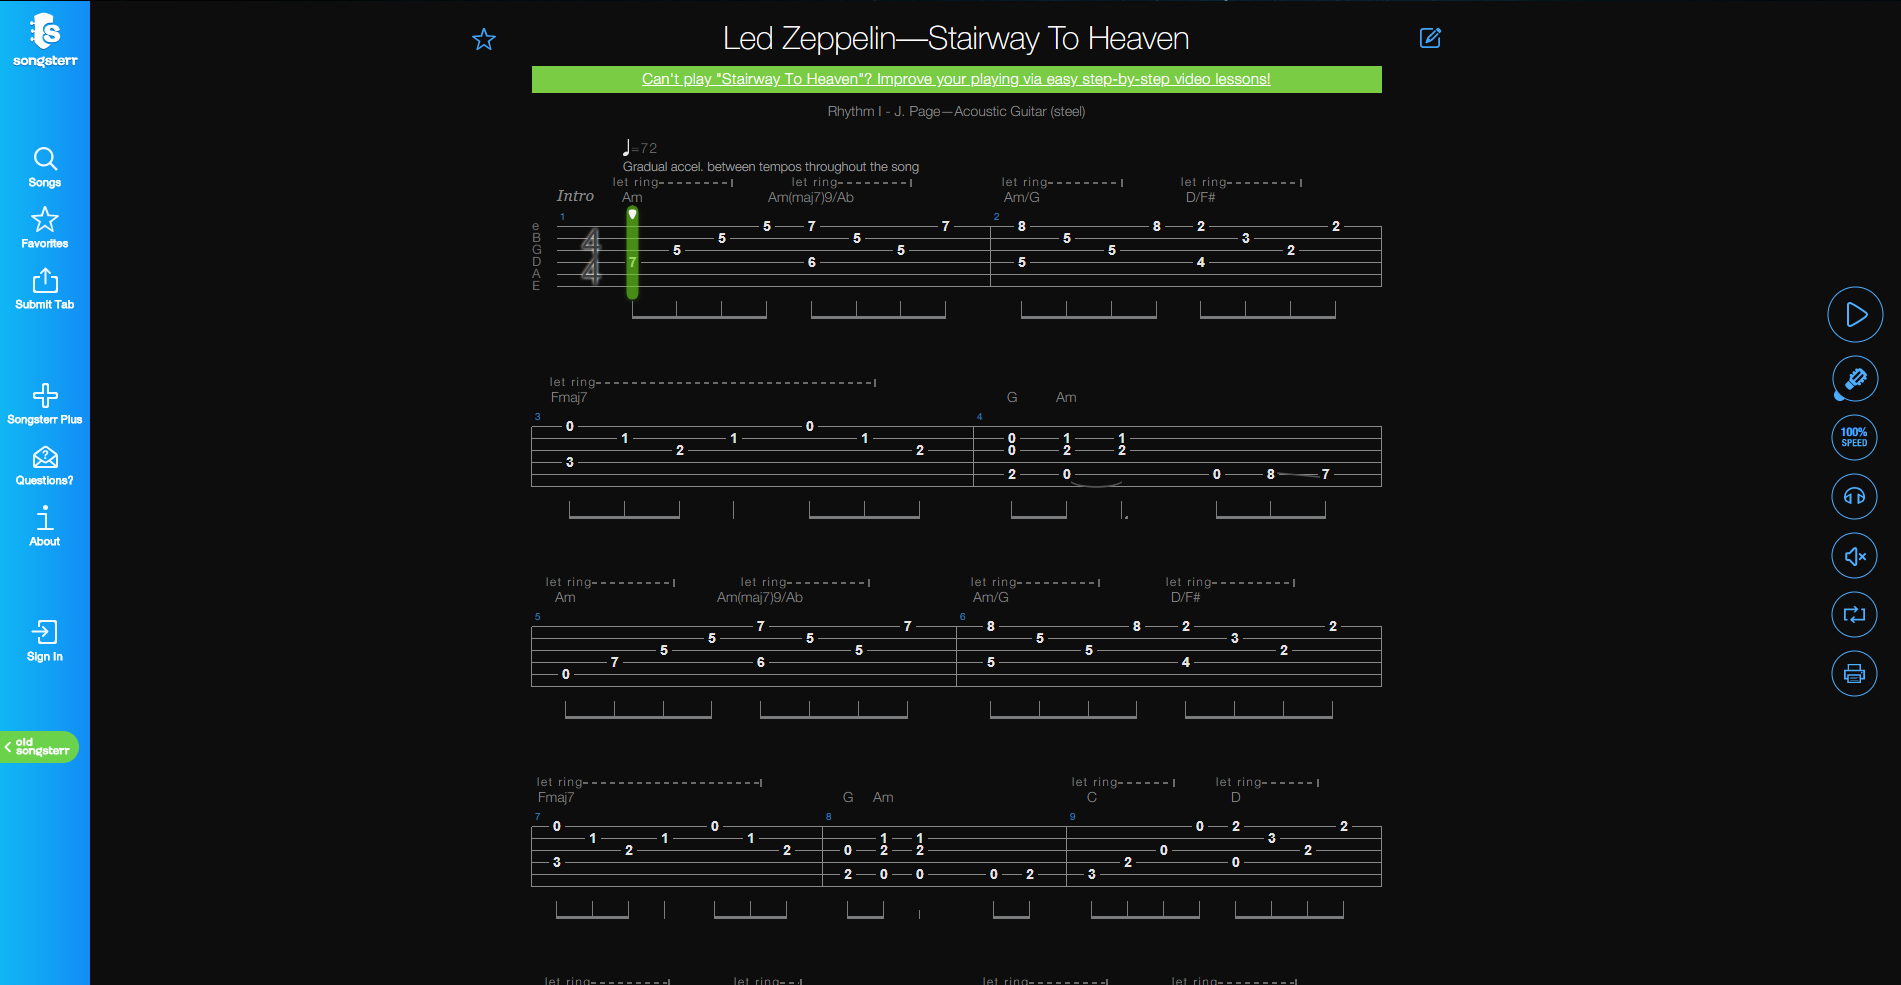 songsterr
Songs
Favorites
Submit Tab
Songsterr Plus
Questions?
About
Sign In
old
songsterr
Led Zeppelin—Stairway To Heaven
Can't play "Stairway To Heaven"? Improve your playing via easy step-by-step video lessons!
Rhythm I - J. Page—Acoustic Guitar (steel)
=72
Gradual accel. between tempos throughout the song
let ring let ring let ring let ring
Intro Am Am(maj7)9/Ab Am/G D/F#
1 2
e 5 7 7 8 8 2 2
B 5 5 5 3
G 5 5 5 2
D 7 6 5 4
A
E
4
4
let ring
Fmaj7 G Am
3 4
0 0
1 1 1 0 1 1
2 2 0 2 2
3
2 0 0 8 7
let ring let ring let ring let ring
Am Am(maj7)9/Ab Am/G D/F#
5 6
7 7 8 8 2 2
5 5 5 3
5 5 5 2
7 6 5 4
0
let ring let ring let ring
Fmaj7 G Am C D
7 8 9
0 0 0 2 2
1 1 1 1 1 3
2 2 0 2 2 0 2
3 2 0
2 0 0 0 2 3
let ring let ring let ring let ring
100%
SPEED